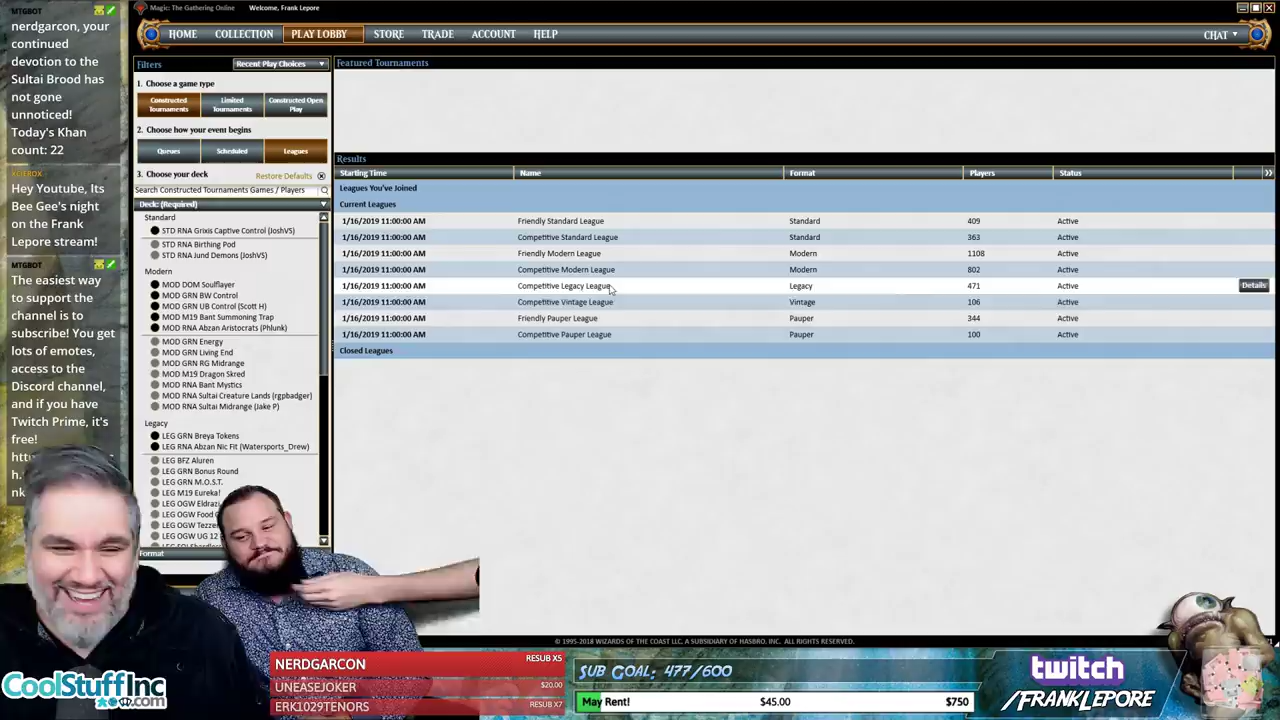 MTGBOT
nerdgarcon, your
continued
devotion to the
Sultai Brood has
not gone
unnoticed!
Today's Khan
count: 22
XCIERDX
Hey Youtube, Its
Bee Gee's night
on the Frank
Lepore stream!
MTGBOT
The easiest way
to support the
channel is to
subscribe! You get
lots of emotes,
access to the
Discord channel,
and if you have
Twitch Prime, it's
free!
Magic: The Gathering Online Welcome, Frank Lepore
HOME COLLECTION PLAY LOBBY STORE TRADE ACCOUNT HELP CHAT
Filters Recent Play Choices
1. Choose a game type
Constructed Tournaments Limited Tournaments Constructed Open Play
2. Choose how your event begins
Queues Scheduled Leagues
3. Choose your deck Restore Defaults
Search Constructed Tournaments Games / Players
Deck: (Required)
Standard
STD RNA Grixis Captive Control (JoshVS)
STD RNA Birthing Pod
STD RNA Jund Demons (JoshVS)
Modern
MOD DOM Soulflayer
MOD GRN BW Control
MOD GRN UB Control (Scott H)
MOD M19 Bant Summoning Trap
MOD RNA Abzan Aristocrats (Phlunk)
MOD GRN Energy
MOD GRN Living End
MOD GRN RG Midrange
MOD M19 Dragon Skred
MOD RNA Bant Mystics
MOD RNA Sultai Creature Lands (rgpbadger)
MOD RNA Sultai Midrange (Jake P)
Legacy
LEG GRN Breya Tokens
LEG RNA Abzan Nic Fit (Watersports_Drew)
LEG BFZ Aluren
LEG GRN Bonus Round
LEG GRN M.O.S.T.
LEG M19 Eureka!
LEG OGW Eldrazi
LEG OGW Food
LEG OGW Tezze
LEG OGW UG 12
Format
Featured Tournaments
Results
Starting Time Name Format Players Status
Leagues You've Joined
Current Leagues
1/16/2019 11:00:00 AM Friendly Standard League Standard 409 Active
1/16/2019 11:00:00 AM Competitive Standard League Standard 363 Active
1/16/2019 11:00:00 AM Friendly Modern League Modern 1108 Active
1/16/2019 11:00:00 AM Competitive Modern League Modern 802 Active
1/16/2019 11:00:00 AM Competitive Legacy League Legacy 471 Active Details
1/16/2019 11:00:00 AM Competitive Vintage League Vintage 106 Active
1/16/2019 11:00:00 AM Friendly Pauper League Pauper 344 Active
1/16/2019 11:00:00 AM Competitive Pauper League Pauper 100 Active
Closed Leagues
© 1995-2018 WIZARDS OF THE COAST LLC, A SUBSIDIARY OF HASBRO, INC. ALL RIGHTS RESERVED.
CoolStuffInc
.com
NERDGARCON RESUB X5
UNEASEJOKER $20.00
ERK1029TENORS RESUB X7
SUB GOAL: 477/600
May Rent! $45.00 $750
twitch
/FRANKLEPORE